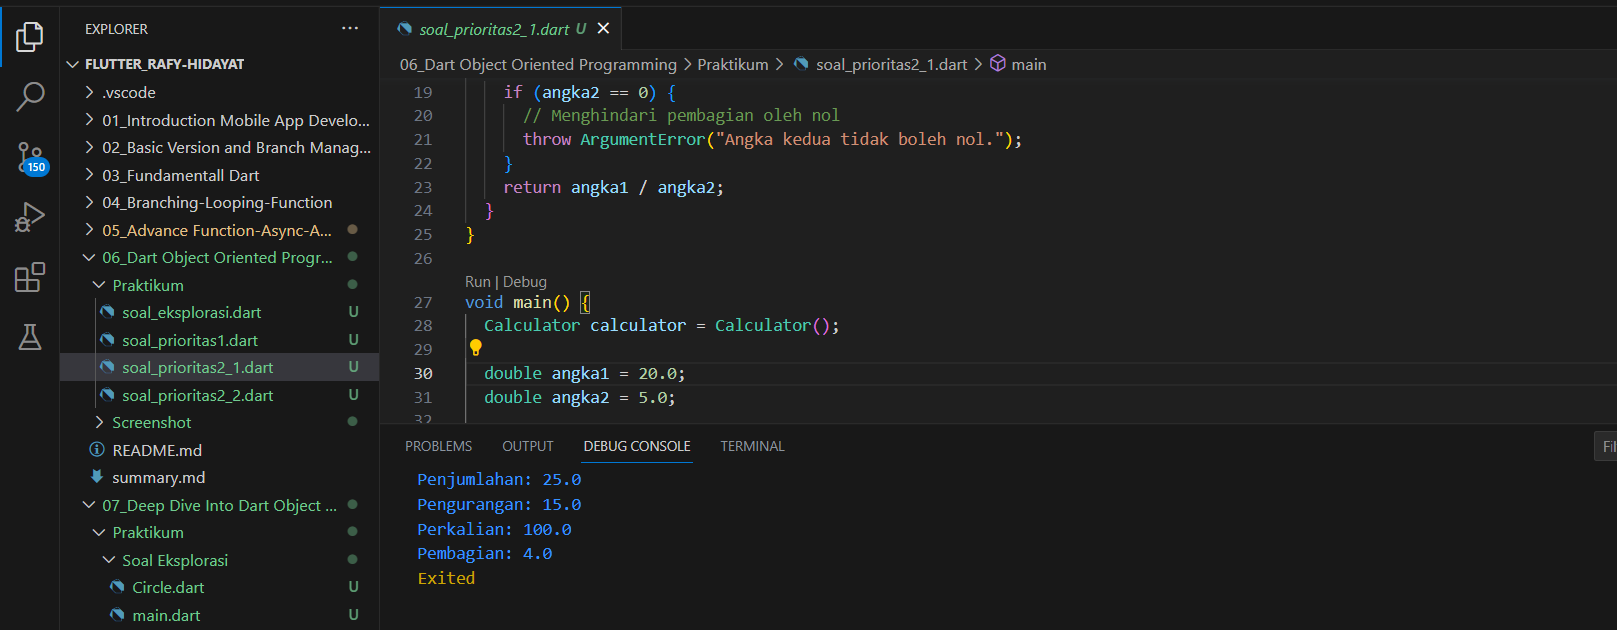 EXPLORER
...
FLUTTER_RAFY-HIDAYAT
.vscode
01_Introduction Mobile App Develo...
02_Basic Version and Branch Manag...
150
03_Fundamentall Dart
04_Branching-Looping-Function
05_Advance Function-Async-A...
06_Dart Object Oriented Progr...
Praktikum
soal_eksplorasi.dart U
soal_prioritas1.dart U
soal_prioritas2_1.dart U
soal_prioritas2_2.dart U
Screenshot
README.md
summary.md
07_Deep Dive Into Dart Object ...
Praktikum
Soal Eksplorasi
Circle.dart U
main.dart U
soal_prioritas2_1.dart U
06_Dart Object Oriented Programming > Praktikum > soal_prioritas2_1.dart > main
19 if (angka2 == 0) {
20 // Menghindari pembagian oleh nol
21 throw ArgumentError("Angka kedua tidak boleh nol.");
22 }
23 return angka1 / angka2;
24 }
25 }
26
Run | Debug
27 void main() {
28 Calculator calculator = Calculator();
29
30 double angka1 = 20.0;
31 double angka2 = 5.0;
32
PROBLEMS OUTPUT DEBUG CONSOLE TERMINAL
Penjumlahan: 25.0
Pengurangan: 15.0
Perkalian: 100.0
Pembagian: 4.0
Exited